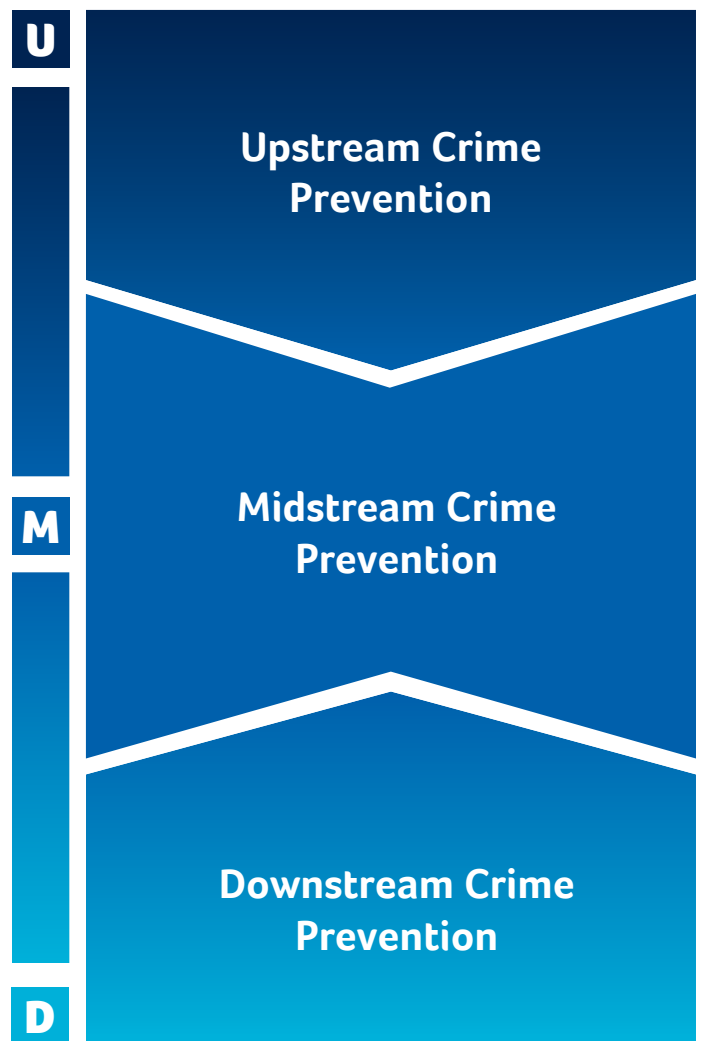 U
Upstream Crime
Prevention
M
Midstream Crime
Prevention
Downstream Crime
Prevention
D